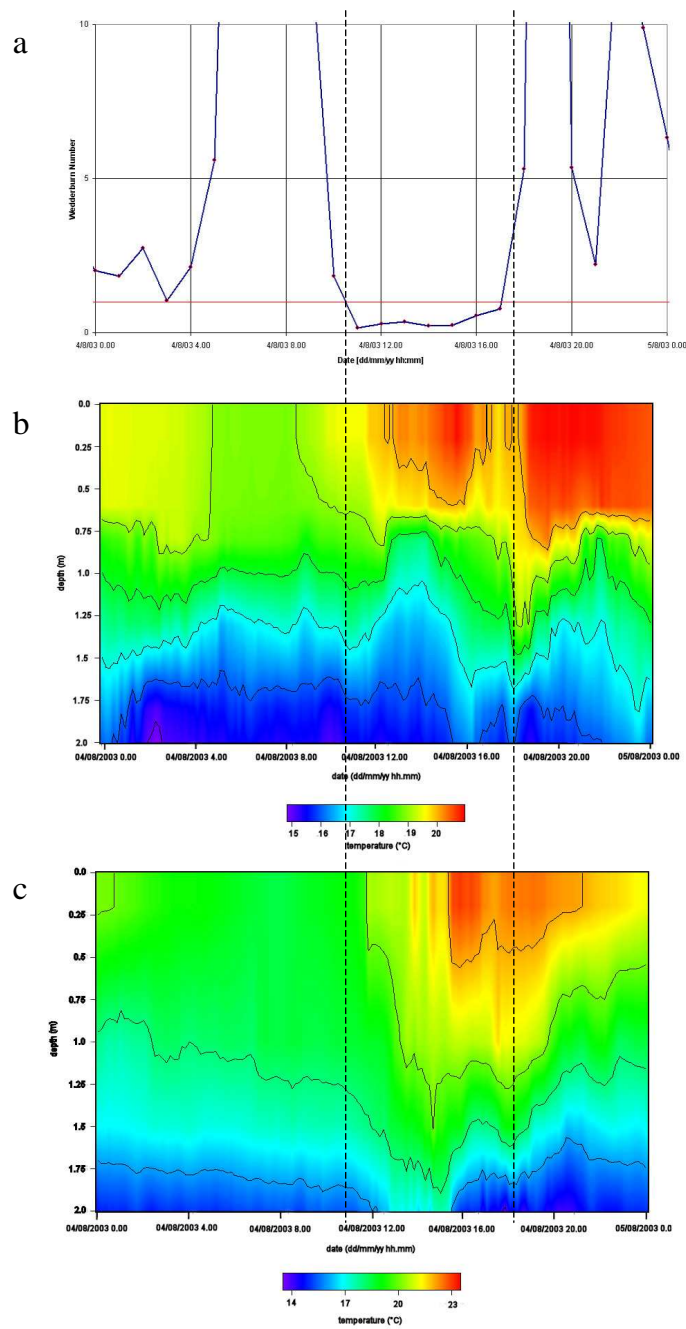 a
10
5
0
Wedderburn Number
4/8/03 0.00 4/8/03 4.00 4/8/03 8.00 4/8/03 12.00 4/8/03 16.00 4/8/03 20.00 5/8/03 0.00
Date [dd/mm/yy hh:mm]
b
0.0
0.25
0.5
0.75
1.0
1.25
1.5
1.75
2.0
depth (m)
04/08/2003 0.00 04/08/2003 4.00 04/08/2003 8.00 04/08/2003 12.00 04/08/2003 16.00 04/08/2003 20.00 05/08/2003 0.00
date (dd/mm/yy hh.mm)
15 16 17 18 19 20
temperature (°C)
c
0.0
0.25
0.5
0.75
1.0
1.25
1.5
1.75
2.0
depth (m)
04/08/2003 0.00 04/08/2003 4.00 04/08/2003 8.00 04/08/2003 12.00 04/08/2003 16.00 04/08/2003 20.00 05/08/2003 0.0
date (dd/mm/yy hh.mm)
14 17 20 23
temperature (°C)